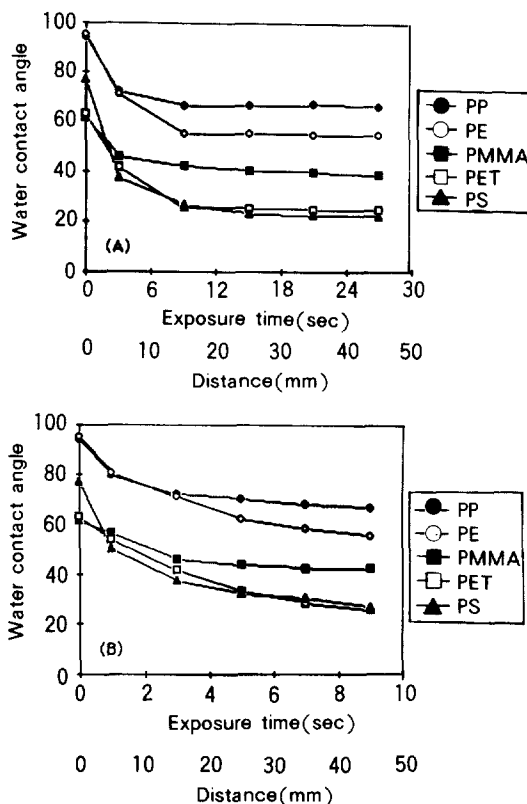 Water contact angle
100
80
60
40
20
0
(A)
0 6 12 18 24 30
Exposure time(sec)
0 10 20 30 40 50
Distance(mm)
PP
PE
PMMA
PET
PS
Water contact angle
100
80
60
40
20
0
(B)
0 2 4 6 8 10
Exposure time(sec)
0 10 20 30 40 50
Distance(mm)
PP
PE
PMMA
PET
PS